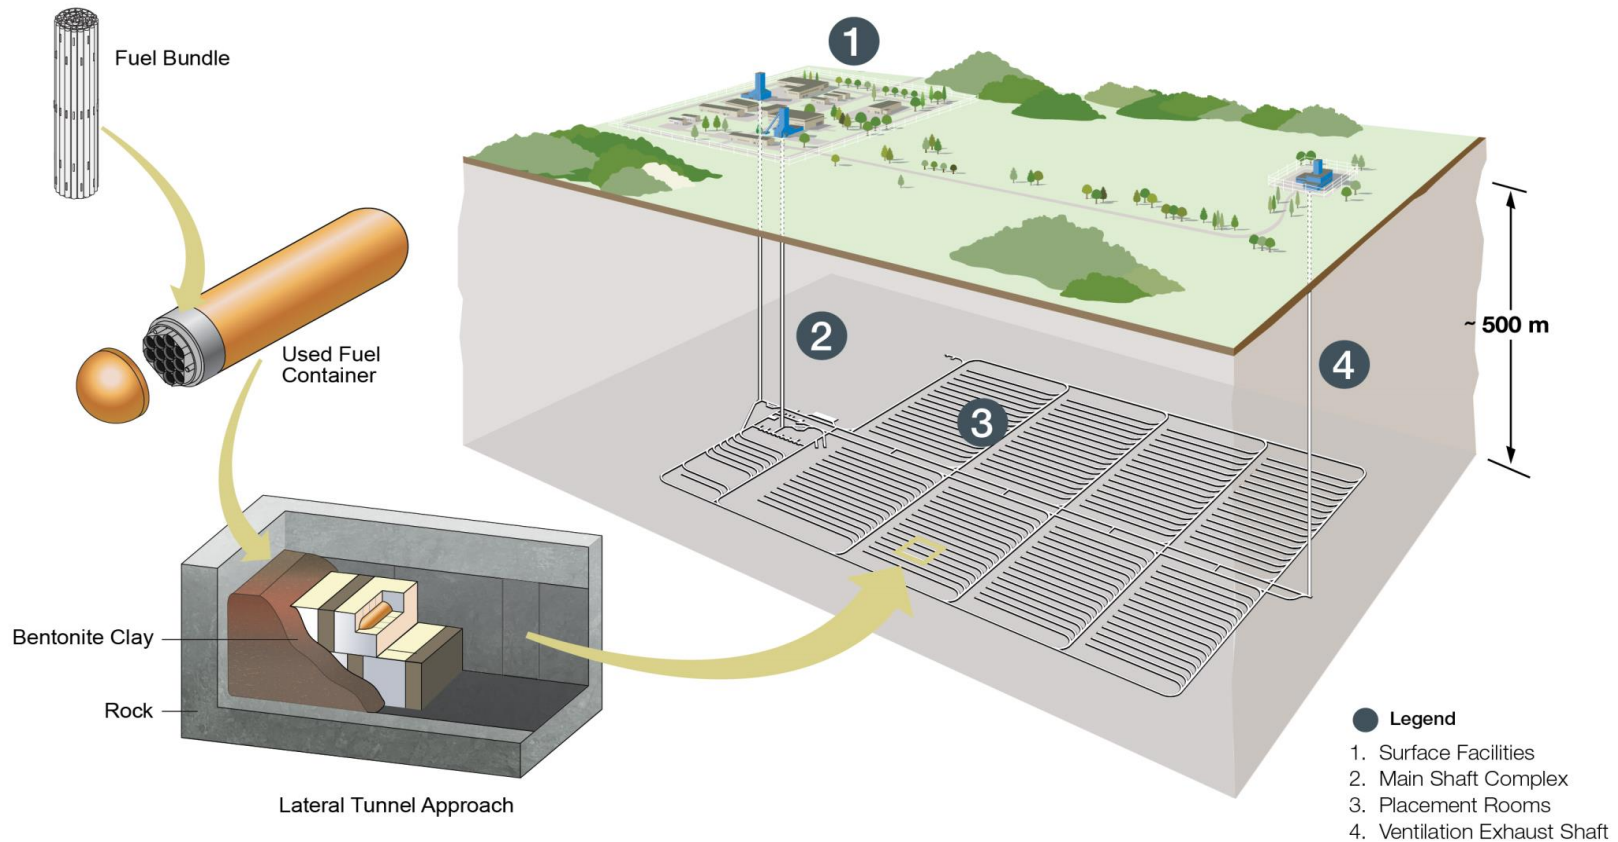 1
Fuel Bundle
Used Fuel
Container
2
3
4
~ 500 m
Bentonite Clay
Rock
Lateral Tunnel Approach
Legend
1. Surface Facilities
2. Main Shaft Complex
3. Placement Rooms
4. Ventilation Exhaust Shaft